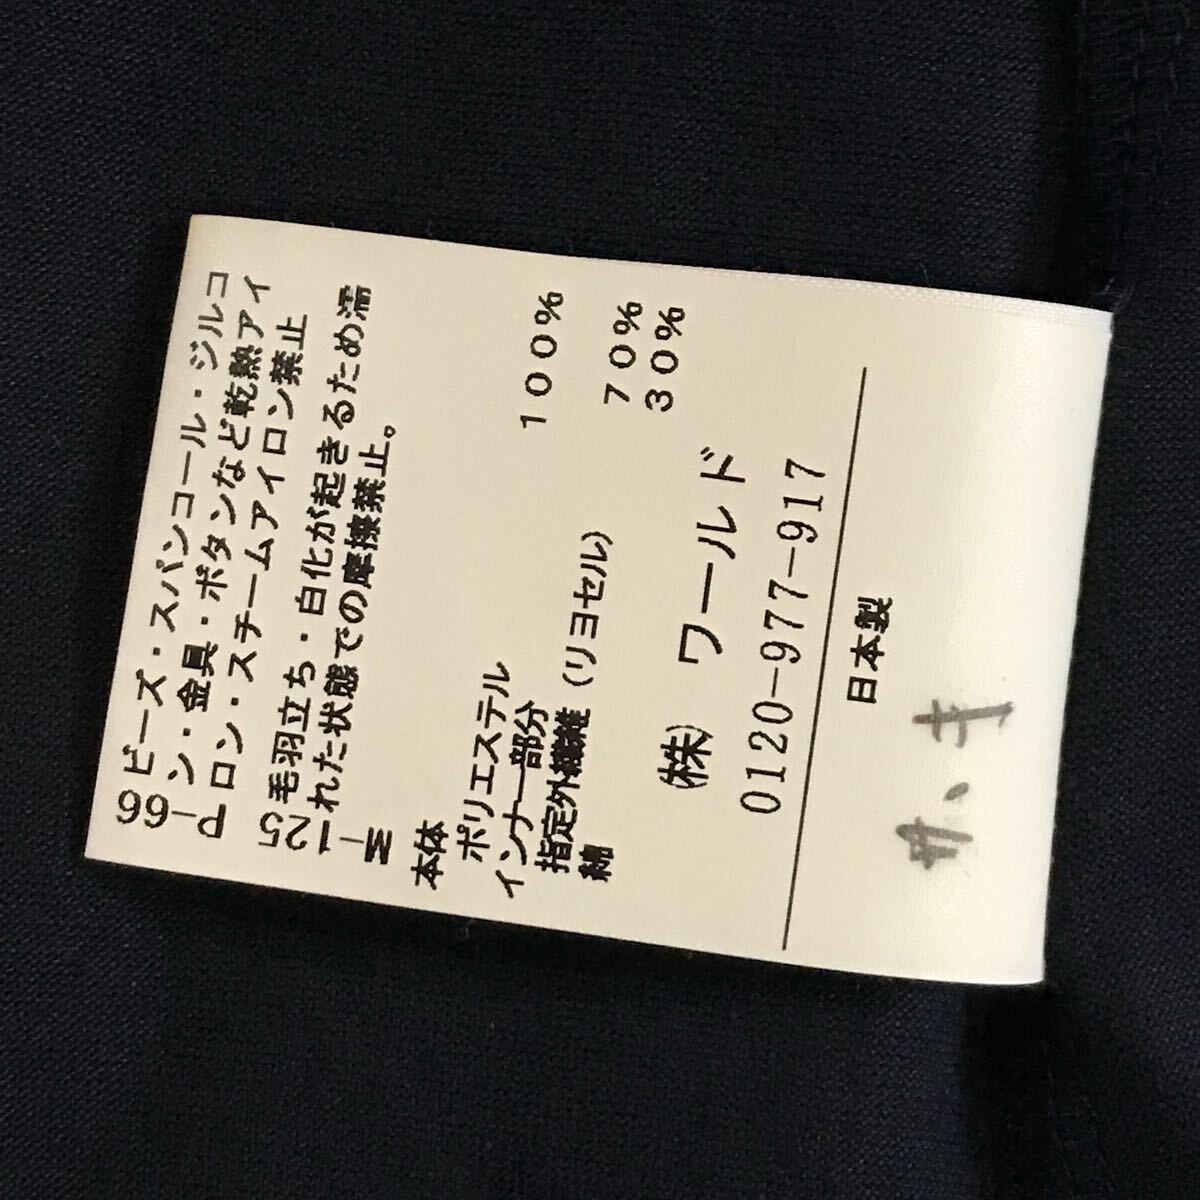 99 ビーズ・スパンコール・ジルコ
ン・金具・ボタンなど乾熱アイ
P ロン・スチームアイロン禁止
25 毛羽立ち・白化が起きるため濡
れた状態での摩擦禁止。
W
本体
ポリエステル 100%
インナー部分
指定外繊維(リヨセル) 70%
綿 30%
(株) ワールド
0120-977-917
日本製